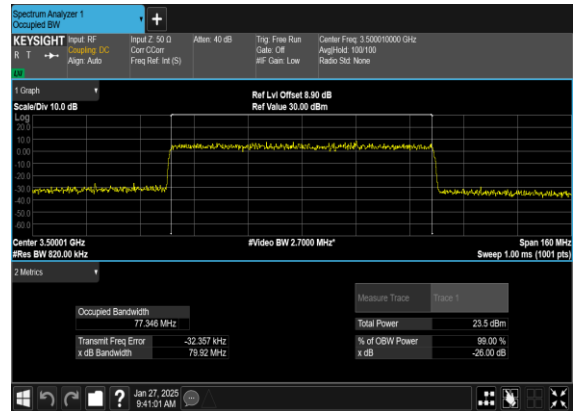 Spectrum Analyzer 1
Occupied BW
KEYSIGHT
R T
LW
Input: RF
Coupling: DC
Align: Auto
Input Z: 50 Ω
Corr CCorr
Freq Ref: Int (S)
Atten: 40 dB
Trig: Free Run
Gate: Off
#IF Gain: Low
Center Freq: 3.500010000 GHz
Avg|Hold: 100/100
Radio Std: None
1 Graph
Scale/Div 10.0 dB
Ref Lvl Offset 8.90 dB
Ref Value 30.00 dBm
Log
20.0
10.0
0.00
-10.0
-20.0
-30.0
-40.0
-50.0
-60.0
Center 3.50001 GHz
#Res BW 820.00 kHz
#Video BW 2.7000 MHz*
Span 160 MHz
Sweep 1.00 ms (1001 pts)
2 Metrics
Measure Trace Trace 1
Occupied Bandwidth
77.346 MHz
Total Power 23.5 dBm
Transmit Freq Error -32.357 kHz
% of OBW Power 99.00 %
x dB Bandwidth 79.92 MHz
x dB -26.00 dB
Jan 27, 2025
9:41:01 AM